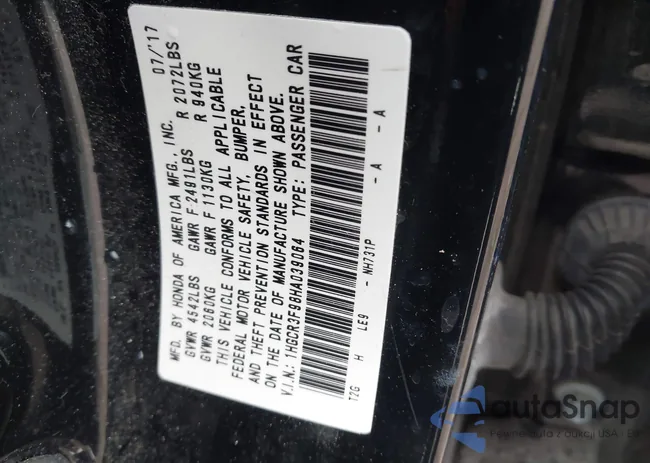 MFD. BY HONDA OF AMERICA MFG., INC. 07/'17
GVWR 4542LBS GAWR F 2491LBS R 2072LBS
GVWR 2060KG GAWR F 1130KG R 940KG
THIS VEHICLE CONFORMS TO ALL APPLICABLE
FEDERAL MOTOR VEHICLE SAFETY, BUMPER,
AND THEFT PREVENTION STANDARDS IN EFFECT
ON THE DATE OF MANUFACTURE SHOWN ABOVE.
V.I.N.: 1HGCR3F98HA039064 TYPE: PASSENGER CAR
T2G H LE9 - NH731P - A - A
autoSnap
z aukcji USA